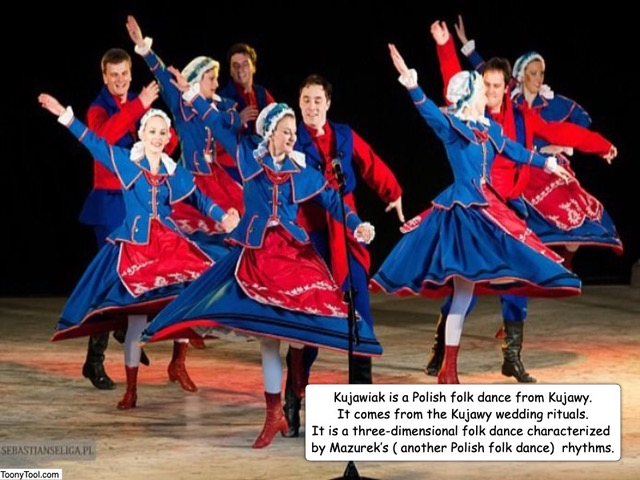 Kujawiak is a Polish folk dance from Kujawy.
It comes from the Kujawy wedding rituals.
It is a three-dimensional folk dance characterized
by Mazurek's ( another Polish folk dance) rhythms.
SEBASTIANSELIGA.PL
ToonyTool.com